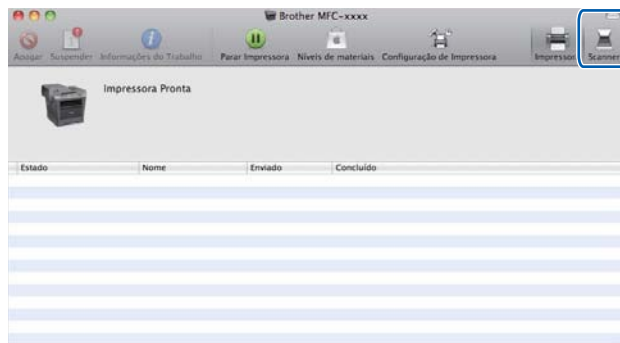 Brother MFC-xxxx
Apagar Suspender Informações do Trabalho Parar Impressora Níveis de materiais Configuração de Impressora Impressora Scanner
Impressora Pronta
Estado Nome Enviado Concluído